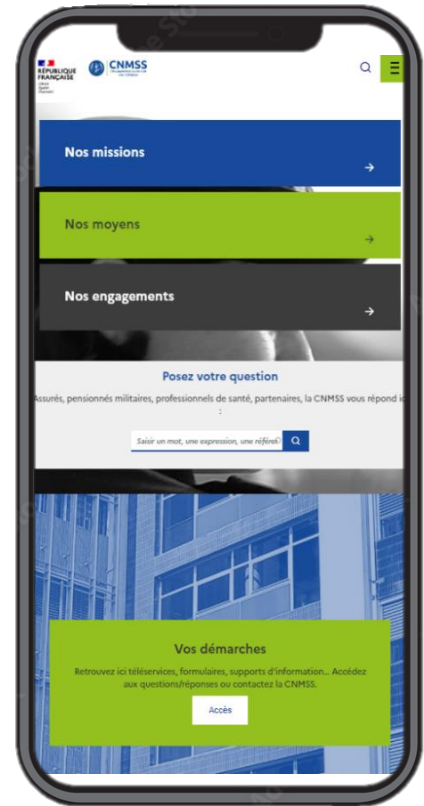 RÉPUBLIQUE
FRANÇAISE
CNMSS
Nos missions
→
Nos moyens
→
Nos engagements
→
Posez votre question
Assurés, pensionnés militaires, professionnels de santé, partenaires, la CNMSS vous répond
:
Saisir un mot, une expression, une
Vos démarches
Retrouvez ici téléservices, formulaires, supports d'information... Accédez
aux questions/réponses ou contactez la CNMSS.
Accès